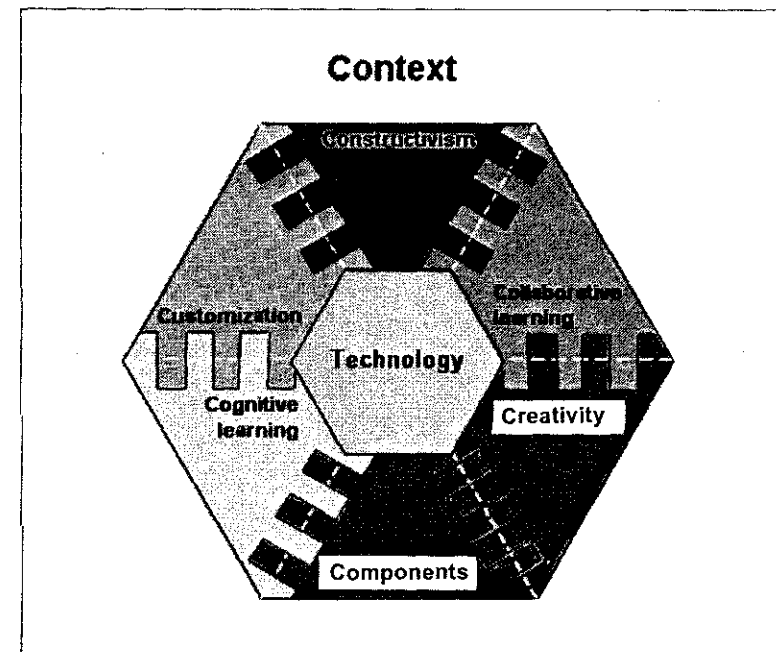 Context
Constructivism
Collaborative
learning
Customization
Technology
Cognitive
learning
Creativity
Components